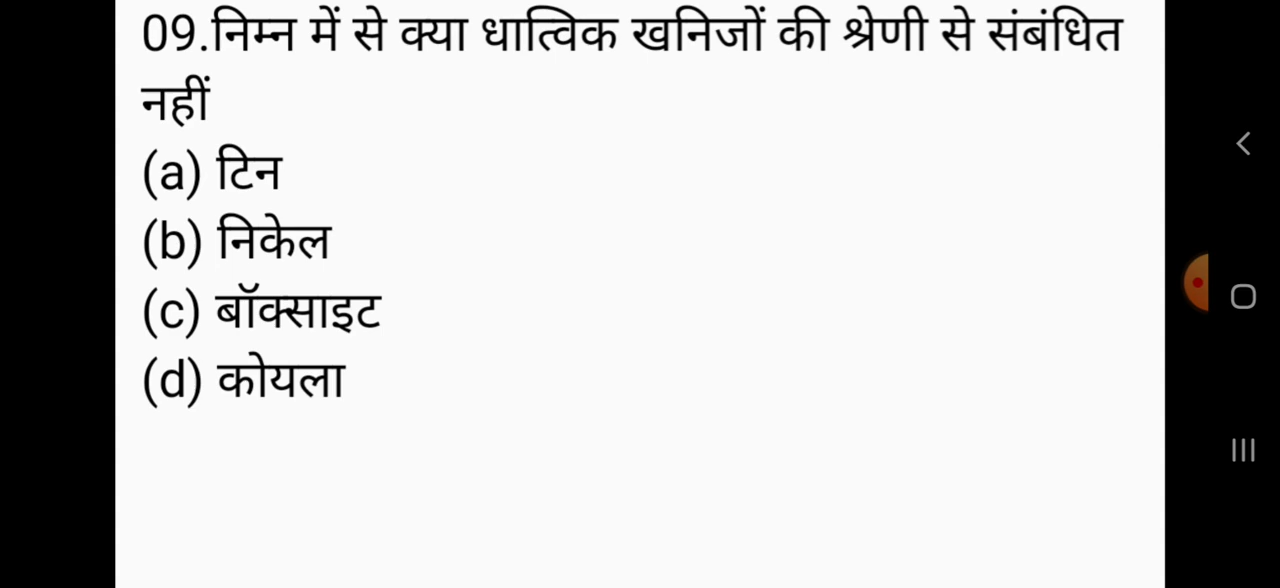 09.निम्न में से क्या धात्विक खनिजों की श्रेणी से संबंधित
नहीं
(a) टिन
(b) निकेल
(c) बॉक्साइट
(d) कोयला